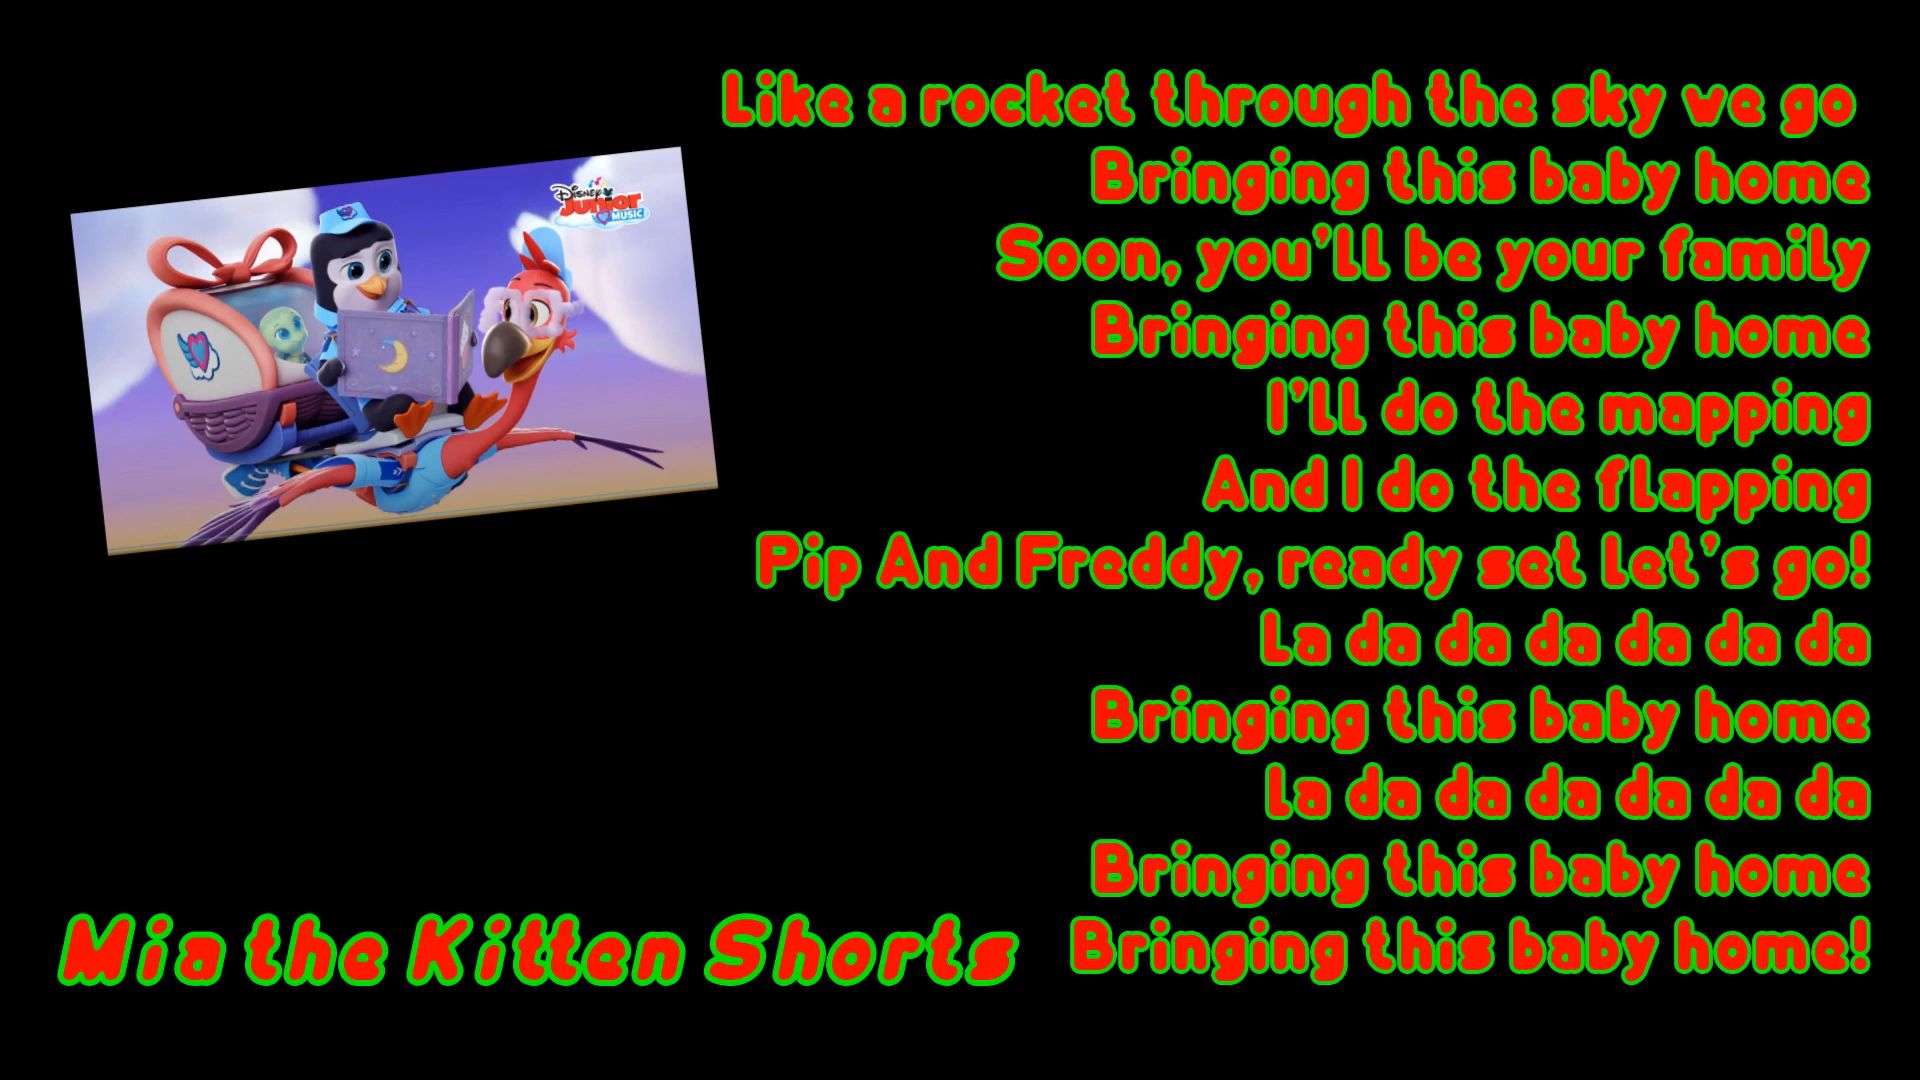 Like a rocket through the sky we go
Bringing this baby home
Soon, you'll be your family
Bringing this baby home
I'll do the mapping
And I do the flapping
Pip And Freddy, ready set let's go!
La da da da da da da
Bringing this baby home
La da da da da da da
Bringing this baby home
Bringing this baby home!
Mia the Kitten Shorts
Disney
Junior
MUSIC